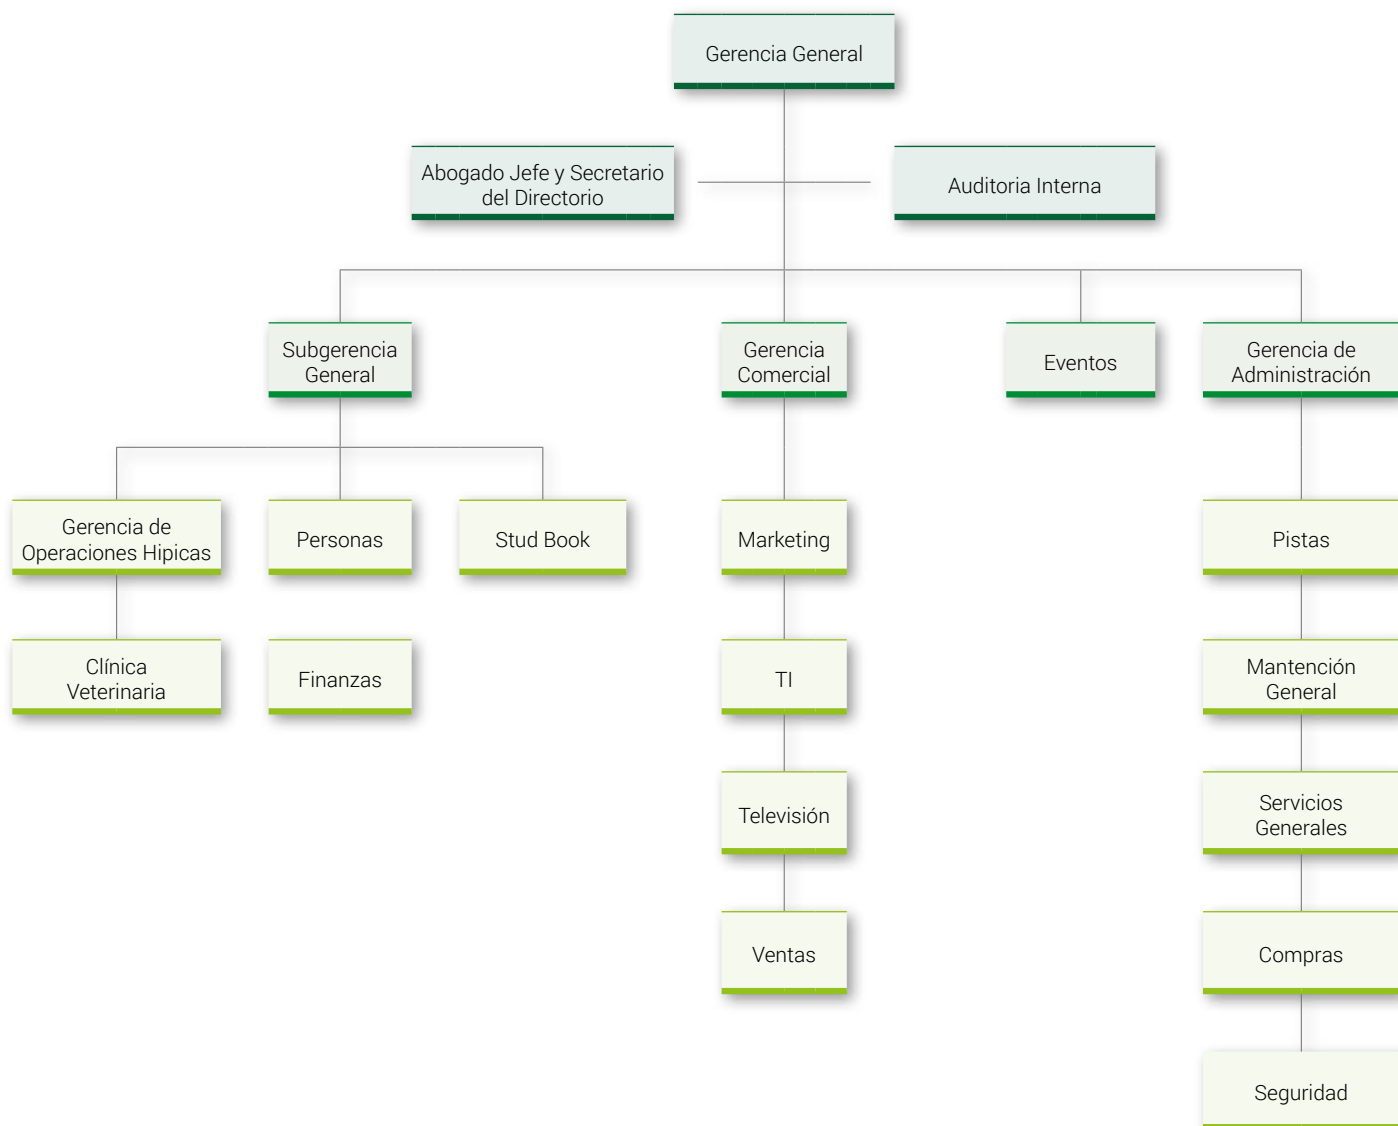 Gerencia General
Abogado Jefe y Secretario
del Directorio
Auditoria Interna
Subgerencia
General
Gerencia
Comercial
Eventos
Gerencia de
Administración
Gerencia de
Operaciones Hipicas
Personas
Stud Book
Marketing
Pistas
Clínica
Veterinaria
Finanzas
TI
Mantención
General
Televisión
Servicios
Generales
Ventas
Compras
Seguridad